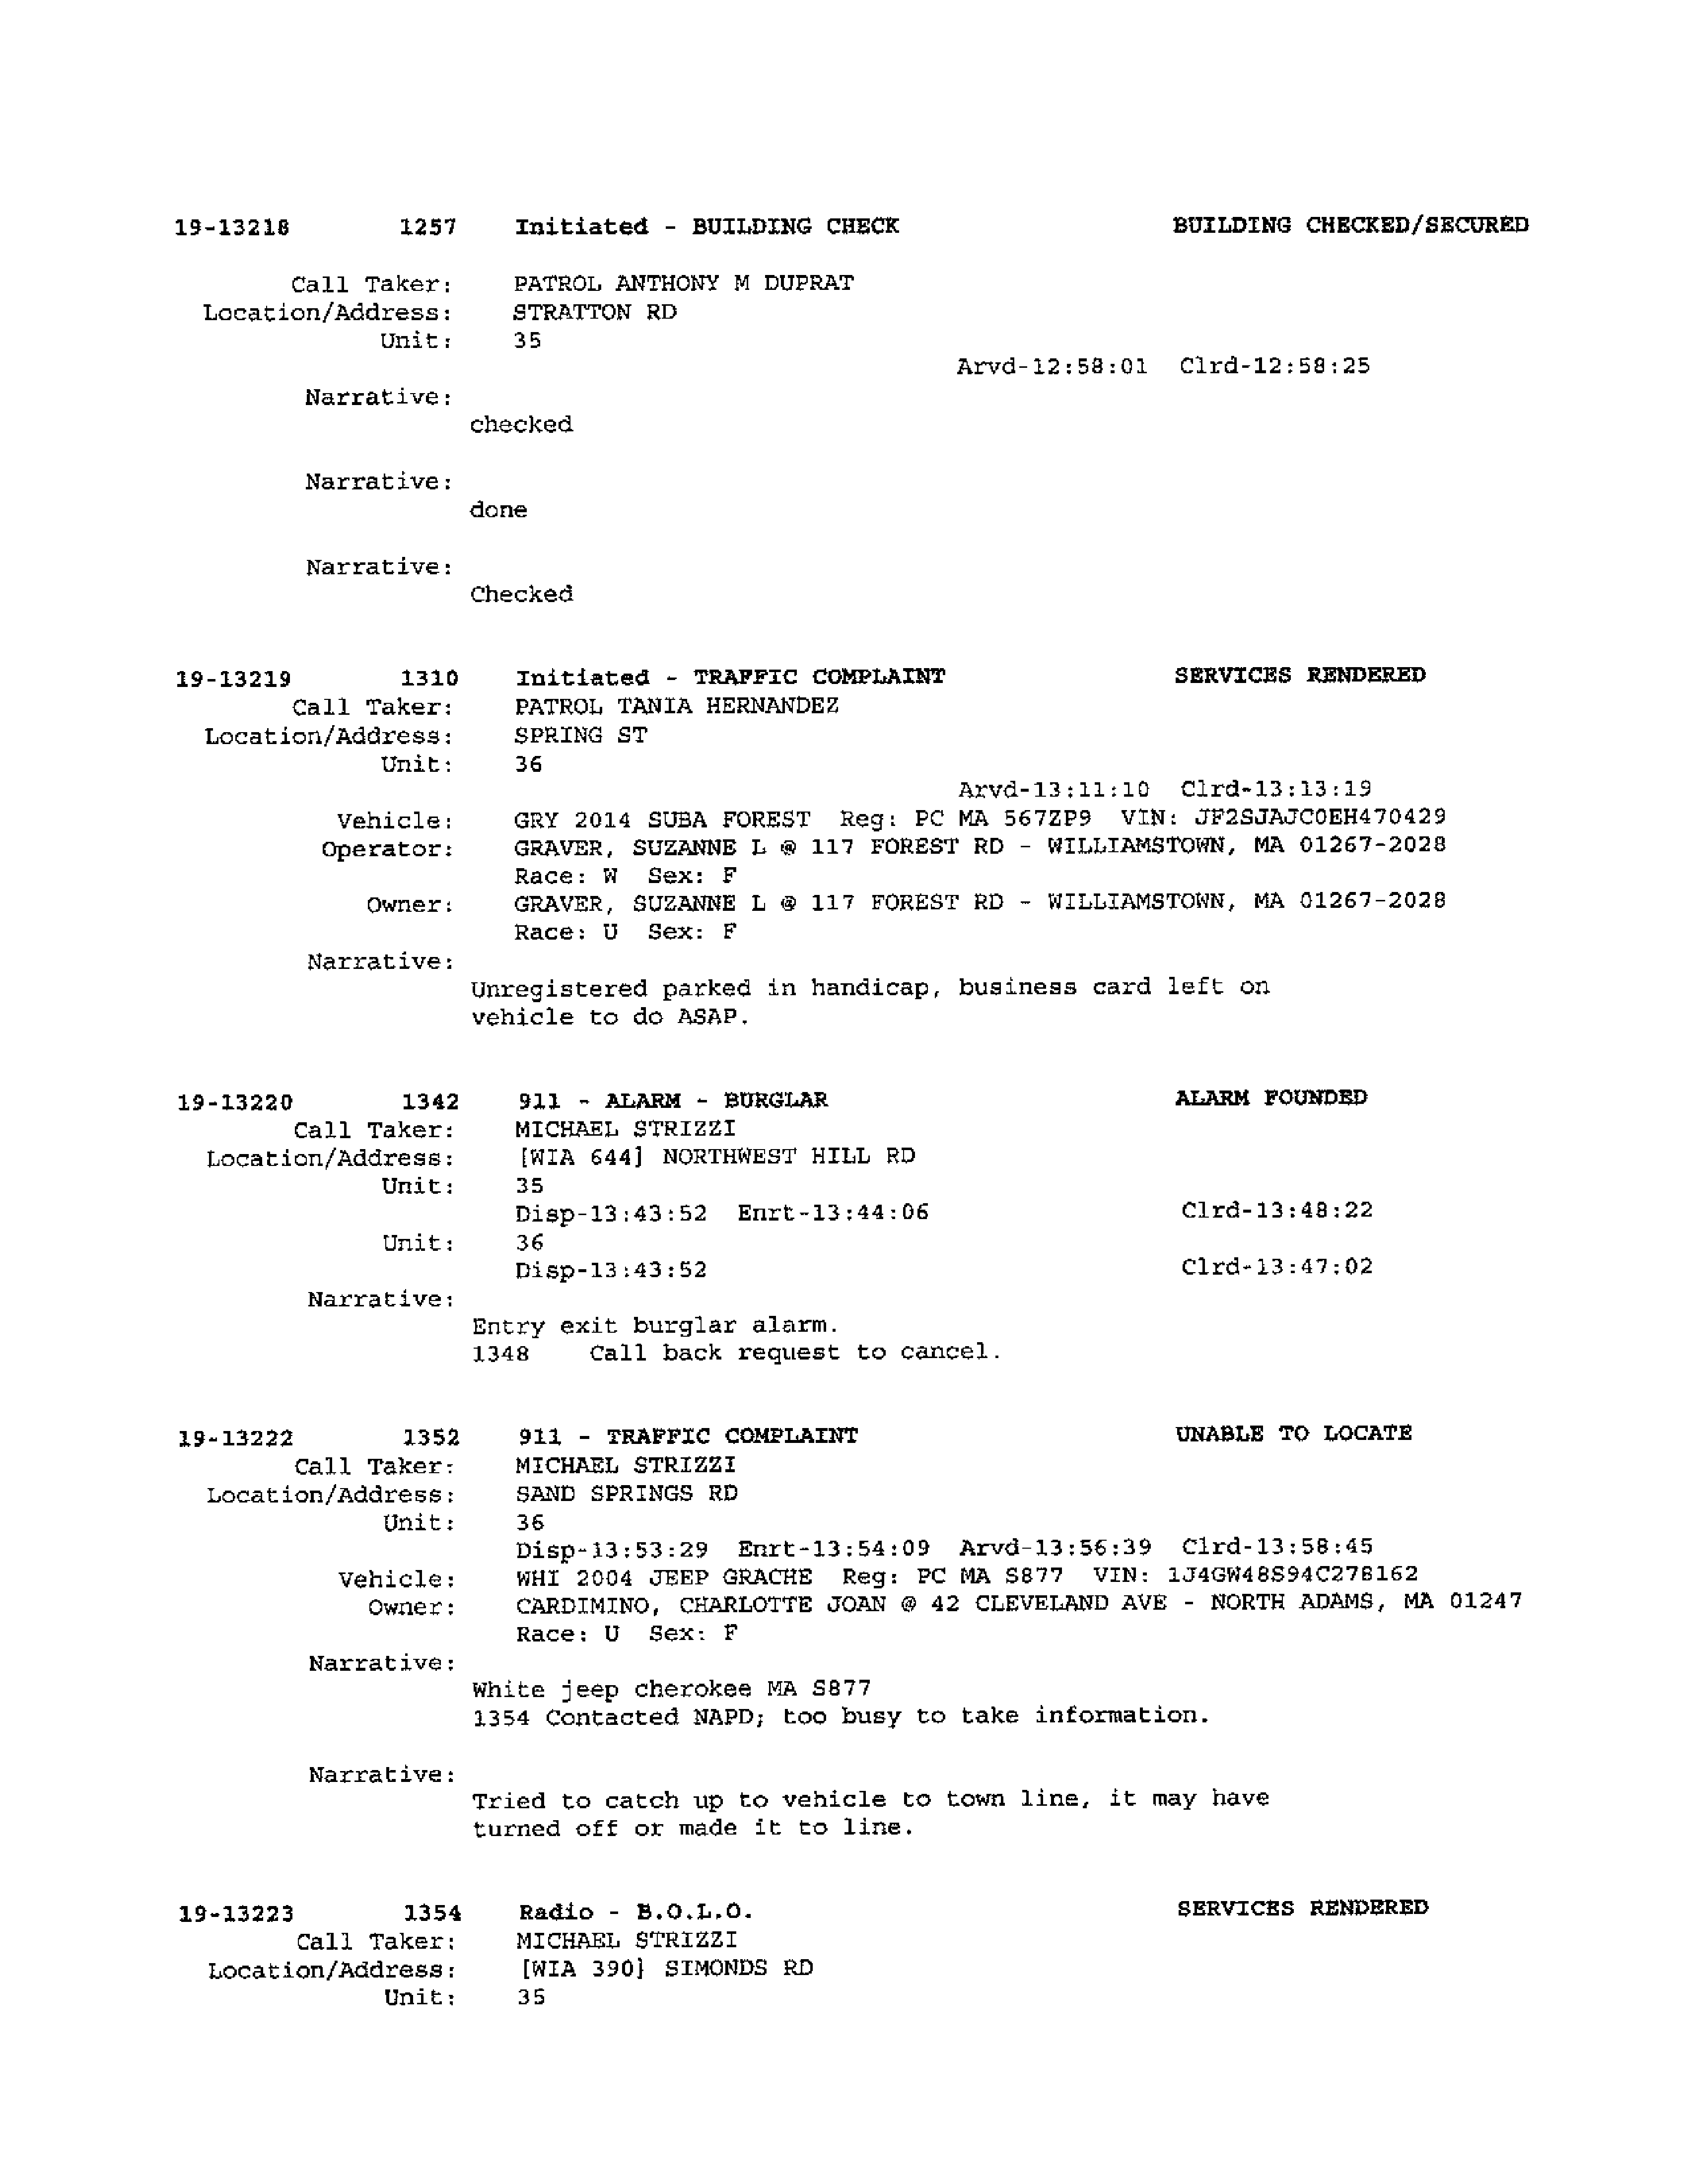 19-13218 1257 Initiated - BUILDING CHECK BUILDING CHECKED/SECURED
Call Taker: PATROL ANTHONY M DUPRAT
Location/Address: STRATTON RD
Unit: 35
Arvd-12:58:01 Clrd-12:58:25
Narrative:
checked
Narrative:
done
Narrative:
Checked
19-13219 1310 Initiated - TRAFFIC COMPLAINT SERVICES RENDERED
Call Taker: PATROL TANIA HERNANDEZ
Location/Address: SPRING ST
Unit: 36
Arvd-13:11:10 Clrd-13:13:19
Vehicle: GRY 2014 SUBA FOREST Reg: PC MA 567ZP9 VIN: JF2SJAJC0EH470429
Operator: GRAVER, SUZANNE L @ 117 FOREST RD - WILLIAMSTOWN, MA 01267-2028
Race: W Sex: F
Owner: GRAVER, SUZANNE L @ 117 FOREST RD - WILLIAMSTOWN, MA 01267-2028
Race: U Sex: F
Narrative:
Unregistered parked in handicap, business card left on
vehicle to do ASAP.
19-13220 1342 911 - ALARM - BURGLAR ALARM FOUNDED
Call Taker: MICHAEL STRIZZI
Location/Address: [WIA 644] NORTHWEST HILL RD
Unit: 35
Disp-13:43:52 Enrt-13:44:06 Clrd-13:48:22
Unit: 36
Disp-13:43:52 Clrd-13:47:02
Narrative:
Entry exit burglar alarm.
1348 Call back request to cancel.
19-13222 1352 911 - TRAFFIC COMPLAINT UNABLE TO LOCATE
Call Taker: MICHAEL STRIZZI
Location/Address: SAND SPRINGS RD
Unit: 36
Disp-13:53:29 Enrt-13:54:09 Arvd-13:56:39 Clrd-13:58:45
Vehicle: WHI 2004 JEEP GRACHE Reg: PC MA S877 VIN: 1J4GW48S94C278162
Owner: CARDIMINO, CHARLOTTE JOAN @ 42 CLEVELAND AVE - NORTH ADAMS, MA 01247
Race: U Sex: F
Narrative:
White jeep cherokee MA S877
1354 Contacted NAPD; too busy to take information.
Narrative:
Tried to catch up to vehicle to town line, it may have
turned off or made it to line.
19-13223 1354 Radio - B.O.L.O. SERVICES RENDERED
Call Taker: MICHAEL STRIZZI
Location/Address: [WIA 390] SIMONDS RD
Unit: 35